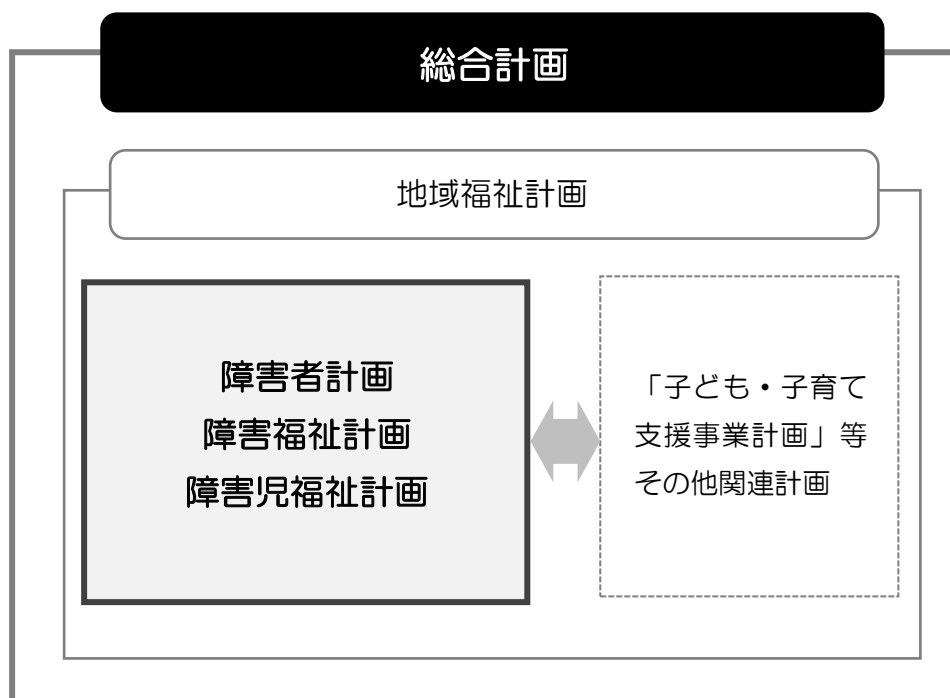 総合計画
地域福祉計画
障害者計画
障害福祉計画
障害児福祉計画
「子ども・子育て
支援事業計画」等
その他関連計画